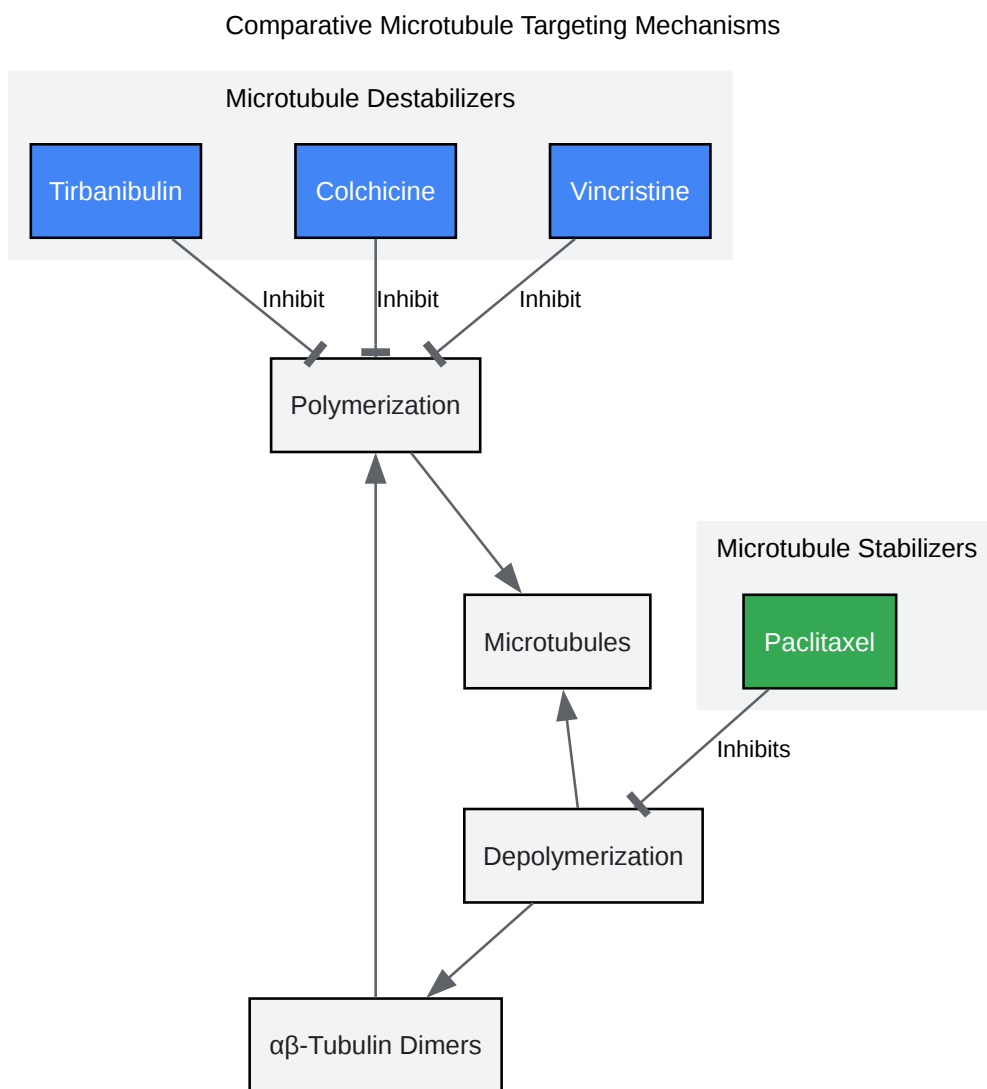 Comparative Microtubule Targeting Mechanisms
Microtubule Destabilizers
Tirbanibulin
Colchicine
Vincristine
Inhibit
Inhibit
Inhibit
Polymerization
Microtubule Stabilizers
Microtubules
Paclitaxel
Inhibits
Depolymerization
αβ-Tubulin Dimers